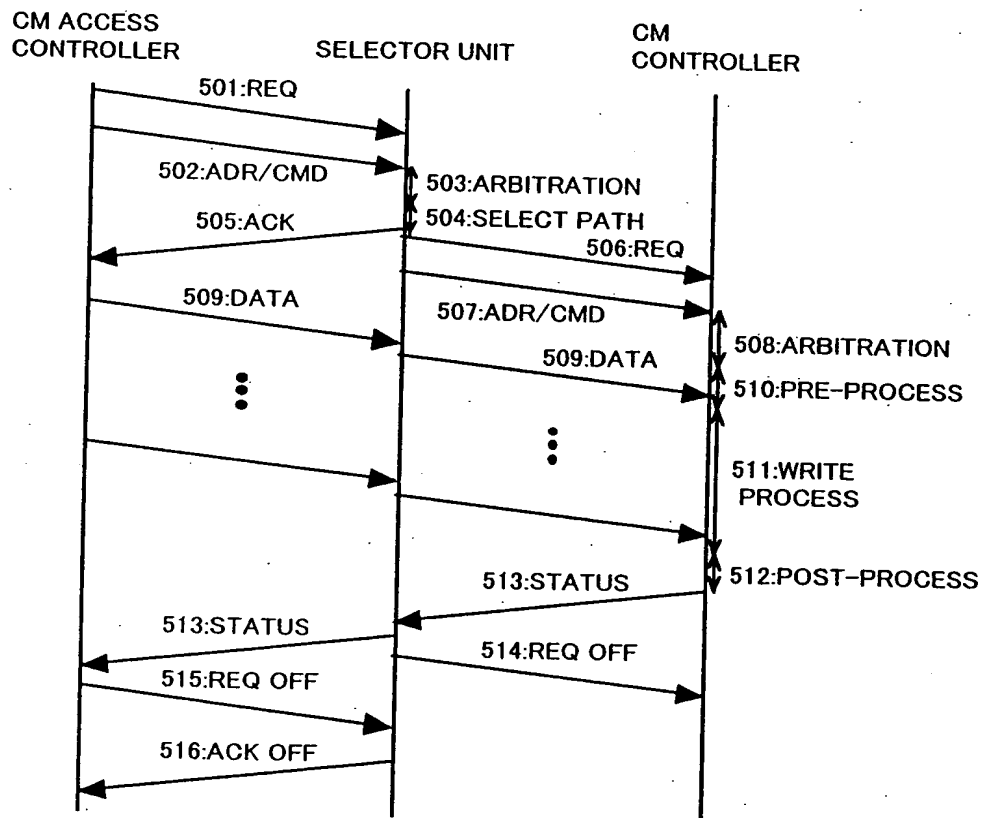 CM ACCESS
CONTROLLER
SELECTOR UNIT
CM
CONTROLLER
501:REQ
502:ADR/CMD
503:ARBITRATION
504:SELECT PATH
505:ACK
506:REQ
509:DATA
507:ADR/CMD
508:ARBITRATION
509:DATA
510:PRE-PROCESS
511:WRITE
PROCESS
512:POST-PROCESS
513:STATUS
513:STATUS
514:REQ OFF
515:REQ OFF
516:ACK OFF